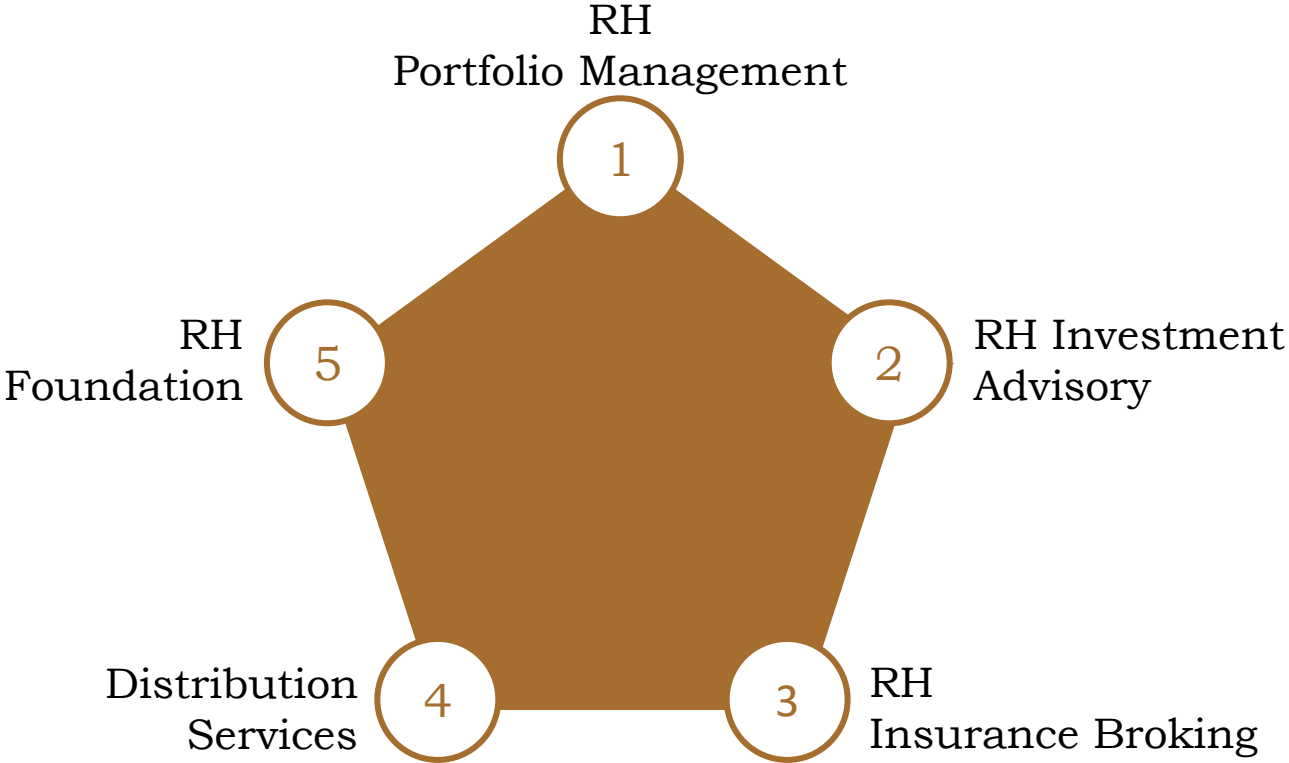 RH
Portfolio Management
1
RH
Foundation
5
2
RH Investment
Advisory
Distribution
Services
4
3
RH
Insurance Broking